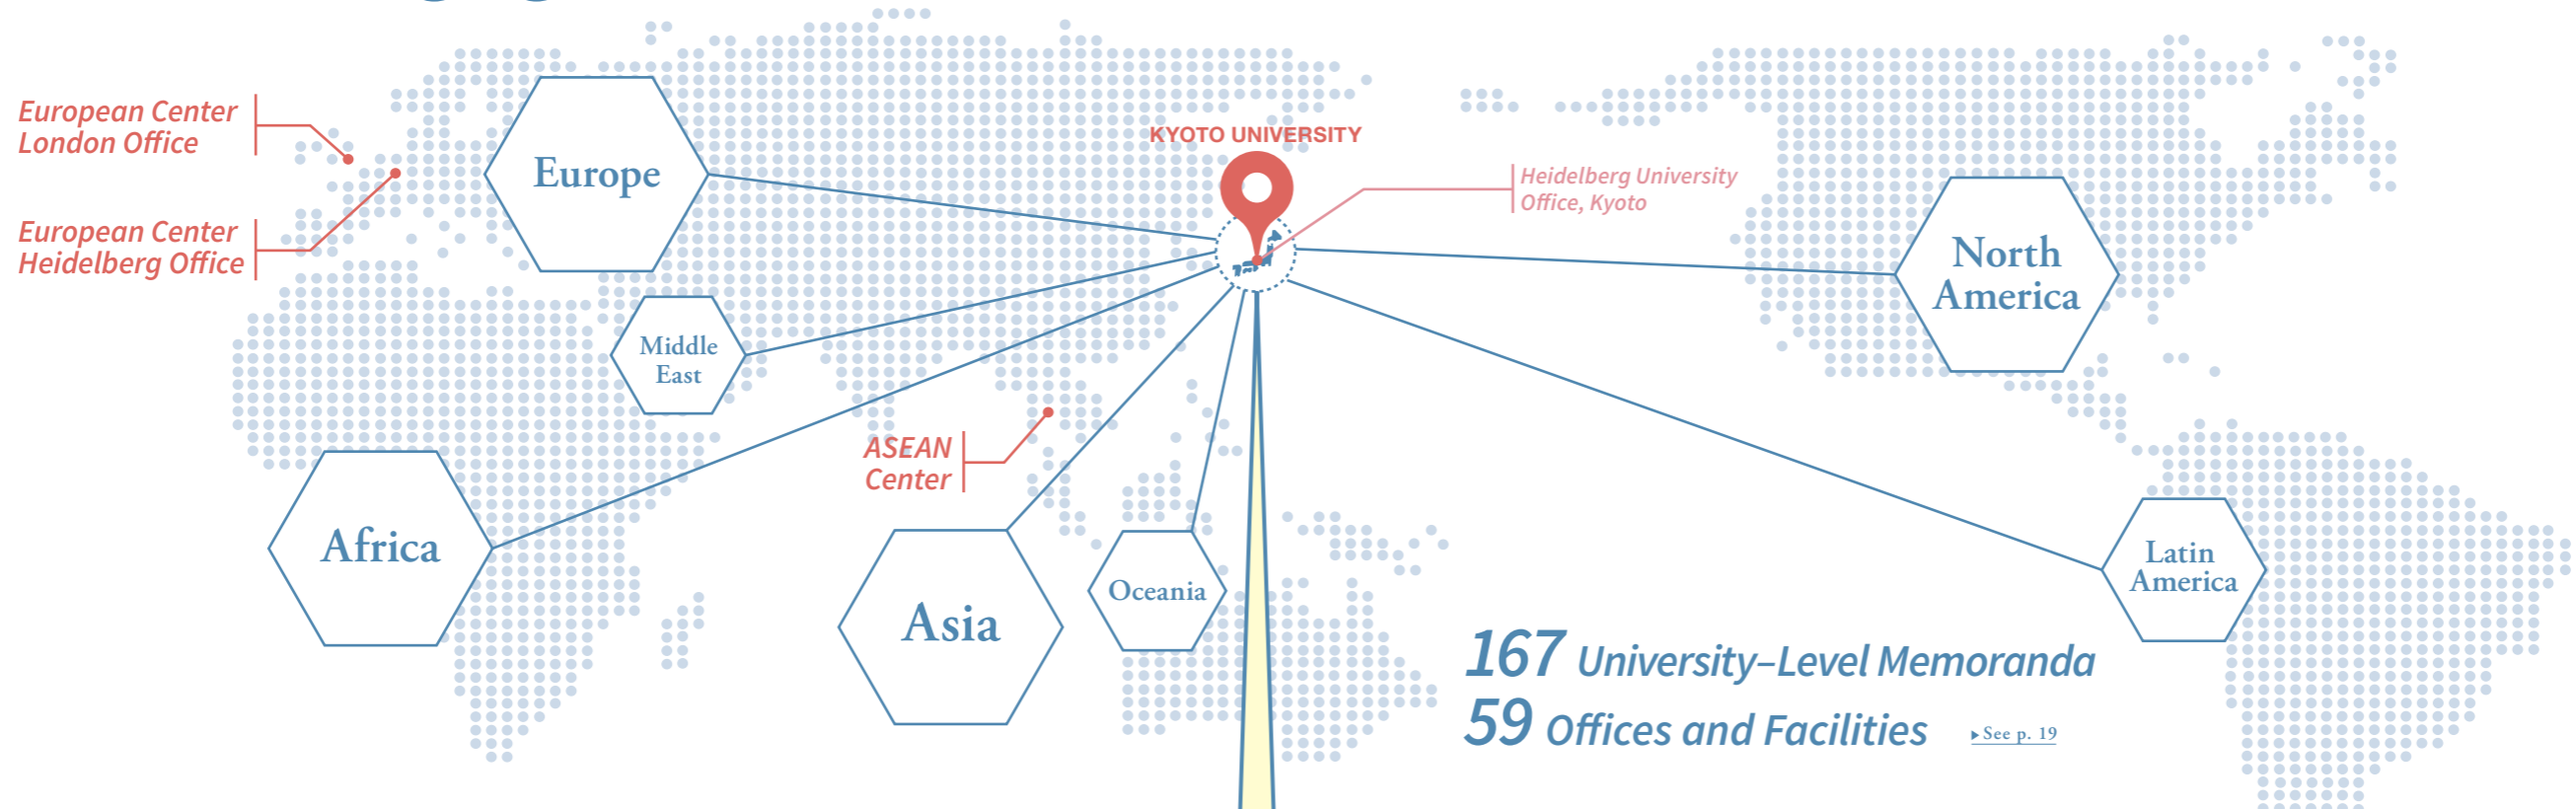 European Center
London Office
European Center
Heidelberg Office
Europe
Middle
East
Africa
ASEAN
Center
Asia
Oceania
KYOTO UNIVERSITY
Heidelberg University
Office, Kyoto
North
America
Latin
America
167 University–Level Memoranda
59 Offices and Facilities
▸See p. 19